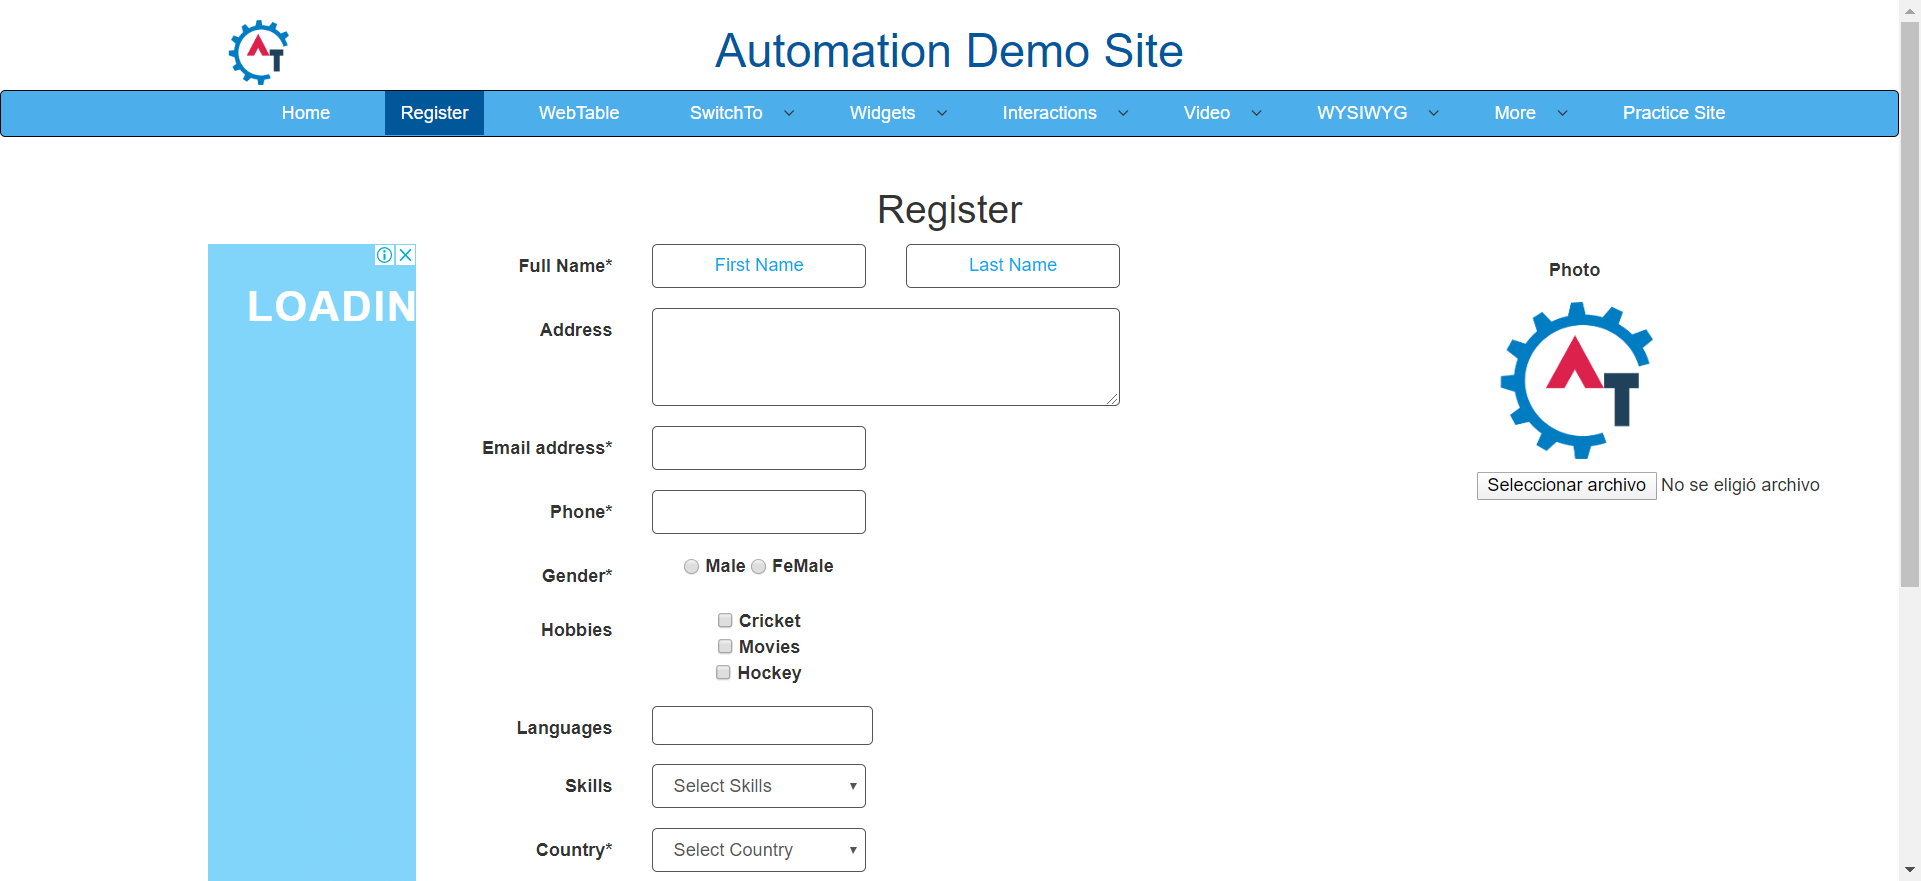 AT
Automation Demo Site
Home Register WebTable SwitchTo Widgets Interactions Video WYSIWYG More Practice Site
Register
LOADIN
Full Name* First Name Last Name
Photo
AT
Address
Email address*
Seleccionar archivo No se eligió archivo
Phone*
Gender* Male FeMale
Hobbies Cricket
Movies
Hockey
Languages
Skills Select Skills
Country* Select Country